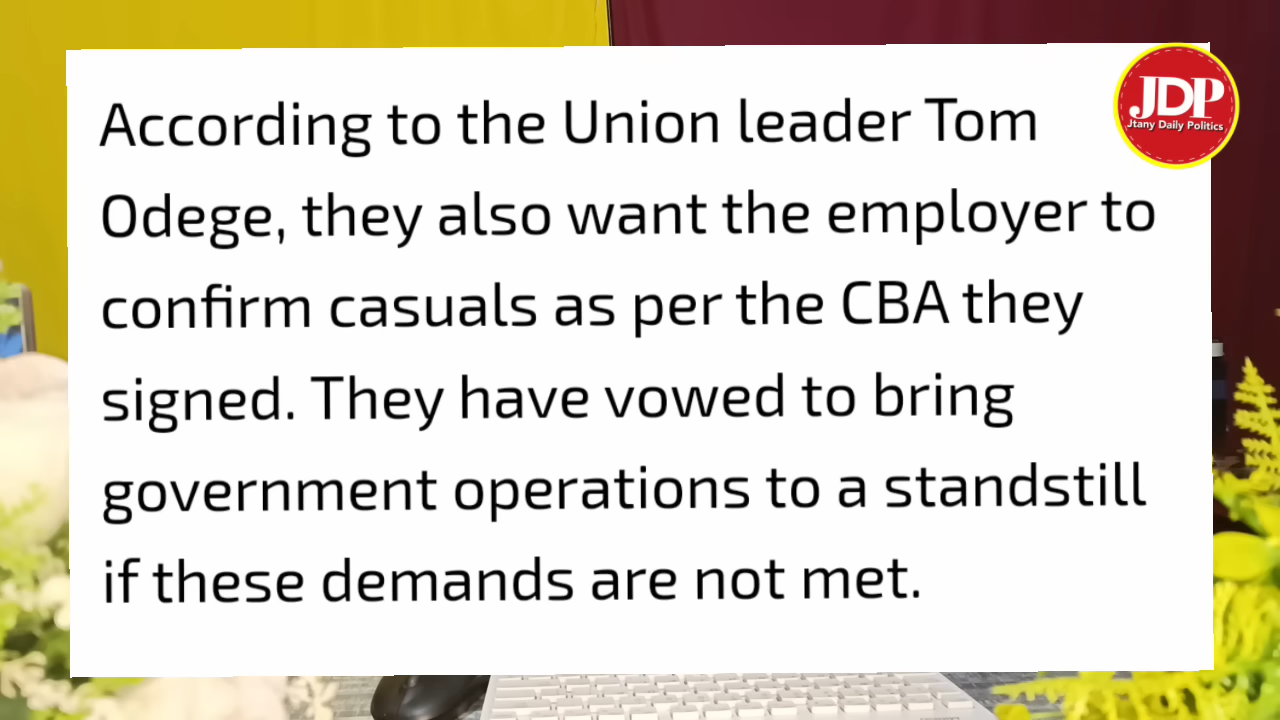 According to the Union leader Tom
Odege, they also want the employer to
confirm casuals as per the CBA they
signed. They have vowed to bring
government operations to a standstill
if these demands are not met.
JDP
Jtany Daily Politics